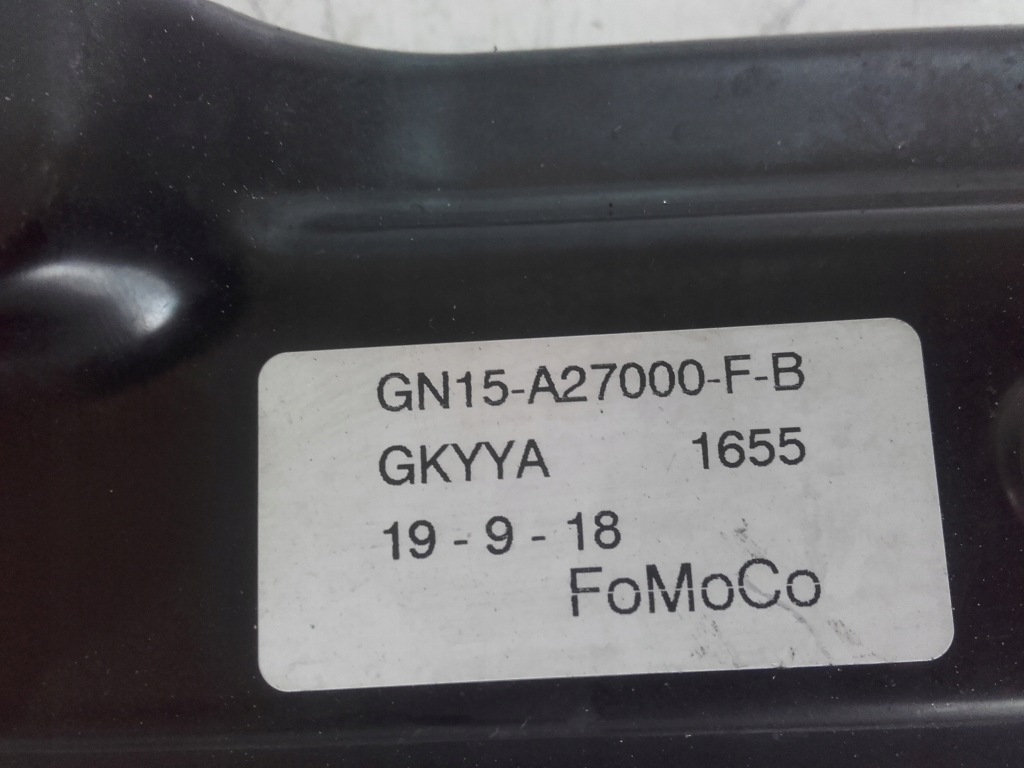 GN15-A27000-F-B
GKYYA 1655
19 - 9 - 18
FoMoCo